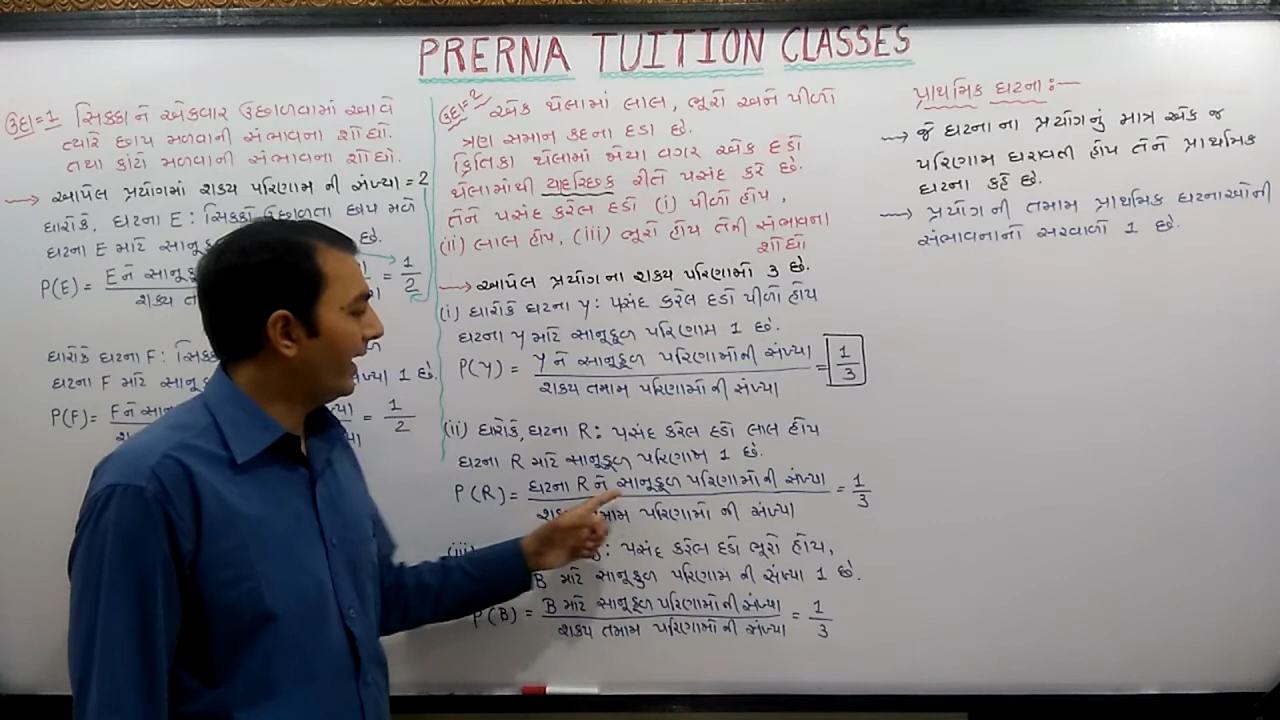 PRERNA TUITION CLASSES
ઉદા=1 સિક્કાને એકવાર ઉછાળવામાં આવે
ત્યારે છાપ મળવાની સંભાવના શોધો.
તથા કાંટો મળવાની સંભાવના શોધો.
આપેલ પ્રયોગમાં શક્ય પરિણામ ની સંખ્યા = 2
ધારોકે, ઘટના E: સિક્કો ઉછાળતા છાપ મળે
ઘટના E માટે સાનૂકૂ છે.
P(E) = E ને સાનૂ = 1
શક્ય ત 2
ધારોકે ઘટના F: સિક્ક
ઘટના F માટે સાનૂ સંખ્યા 1 છે.
P(F) = F ને = 1
2
ઉદા=2 એક થેલામાં લાલ, ભૂરો અને પીળો
ત્રણ સમાન કદના દડા છે.
ક્રિતિકા થેલામાં જોયા વગર એક દડો
થેલામાંથી યાદચ્છિક રીતે પસંદ કરે છે.
તેને પસંદ કરેલ દડો (i) પીળો હોય,
(ii) લાલ હોય, (iii) ભૂરો હોય તેની સંભાવના
શોધો
આપેલ પ્રયોગના શક્ય પરિણામો 3 છે.
(i) ધારોકે ઘટના Y: પસંદ કરેલ દડો પીળો હોય
ઘટના Y માટે સાનૂકૂળ પરિણામ 1 છે.
P(Y) = Y ને સાનૂકૂળ પરિણામોની સંખ્યા = 1
શક્ય તમામ પરિણામોની સંખ્યા 3
(ii) ધારોકે, ઘટના R: પસંદ કરેલ દડો લાલ હોય
ઘટના R માટે સાનૂકૂળ પરિણામ 1 છે.
P(R) = ઘટના R ને સાનૂકૂળ પરિણામોની સંખ્યા = 1
પરિણામો ની સંખ્યા 3
(iii) : પસંદ કરેલ દડો ભૂરો હોય,
B માટે સાનૂકૂળ પરિણામ ની સંખ્યા 1 છે.
P(B) = B માટે સાનૂકૂળ પરિણામોની સંખ્યા = 1
શક્ય તમામ પરિણામોની સંખ્યા 3
પ્રાથમિક ઘટના :
જે ઘટનાના પ્રયોગનું માત્ર એક જ
પરિણામ ધરાવતી હોય તેને પ્રાથમિક
ઘટના કહે છે.
પ્રયોગની તમામ પ્રાથમિક ઘટનાઓની
સંભાવનાનો સરવાળો 1 છે.